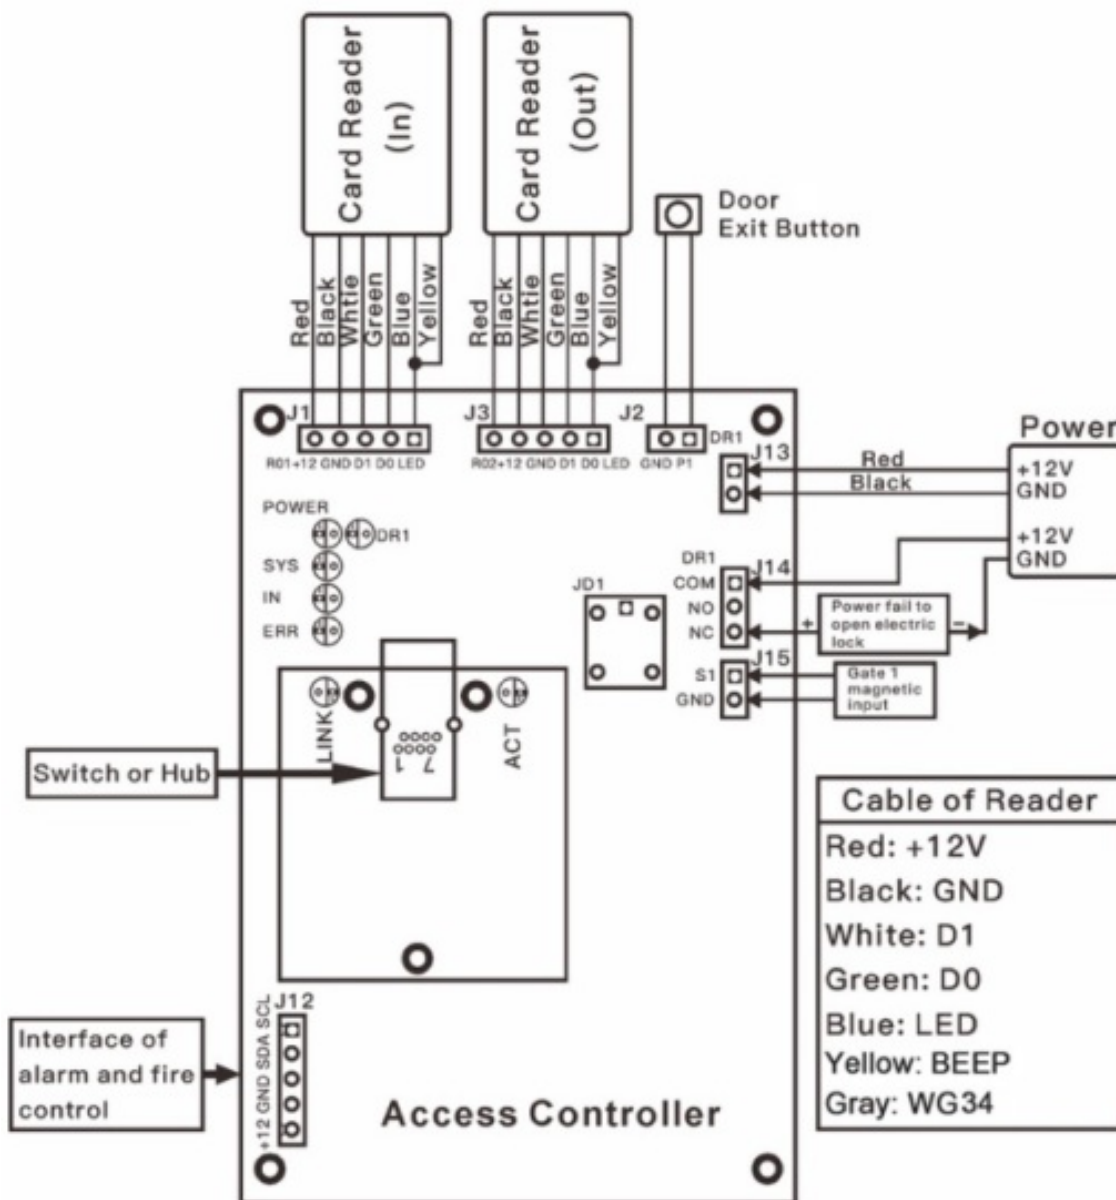 Card Reader
(In)
Card Reader
(Out)
Door
Exit Button
Red
Black
Whtie
Green
Blue
Yellow
Red
Black
Whtie
Green
Blue
Yellow
J1
J3
J2
DR1
R01+12 GND D1 D0 LED
R02+12 GND D1 D0 LED
GND P1
J13
Power
Red
+12V
Black
GND
+12V
GND
POWER
DR1
SYS
IN
ERR
JD1
DR1
J14
COM
NO
NC
+
Power fail to
open electric
lock
-
J15
S1
GND
Gate 1
magnetic
input
LINK
ACT
1 7
Switch or Hub
Cable of Reader
Red: +12V
Black: GND
White: D1
Green: D0
Blue: LED
Yellow: BEEP
Gray: WG34
J12
+12 GND SDA SCL
Interface of
alarm and fire
control
Access Controller